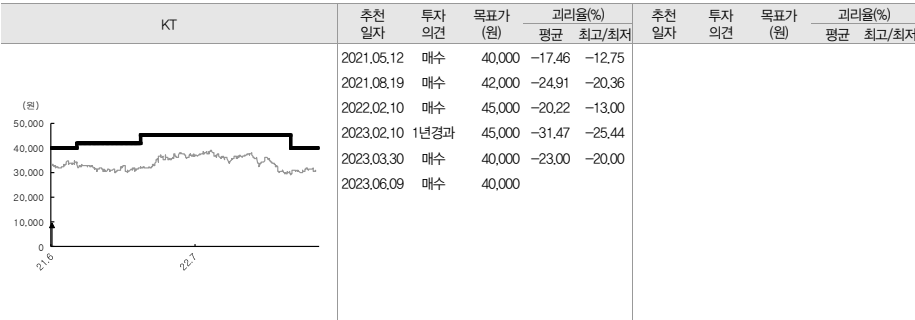 KT
추천 투자 목표가 괴리율(%) 추천 투자 목표가 괴리율(%)
일자 의견 (원) 평균 최고/최저 일자 의견 (원) 평균 최고/최저
2021.05.12 매수 40,000 -17.46 -12.75
2021.08.19 매수 42,000 -24.91 -20.36
2022.02.10 매수 45,000 -20.22 -13.00
2023.02.10 1년경과 45,000 -31.47 -25.44
2023.03.30 매수 40,000 -23.00 -20.00
2023.06.09 매수 40,000
(원)
50,000
40,000
30,000
20,000
10,000
0
21.6 22.7